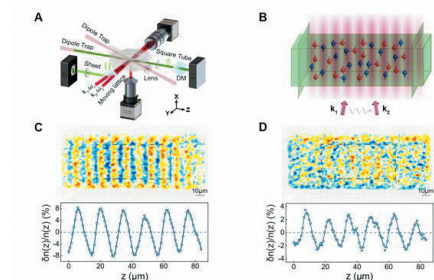 A
B
Dipole Trap
Dipole Trap
Square Tube
Sheet
Lens
DM
Moving lattice
X
Y
Z
k₁
k₂
C
D
10μm
10μm
δn(z)/n(z) (%)
8
4
0
-4
-8
0
20
40
60
80
z (μm)
δn(z)/n(z) (%)
4
2
0
-2
-4
0
20
40
60
80
z (μm)